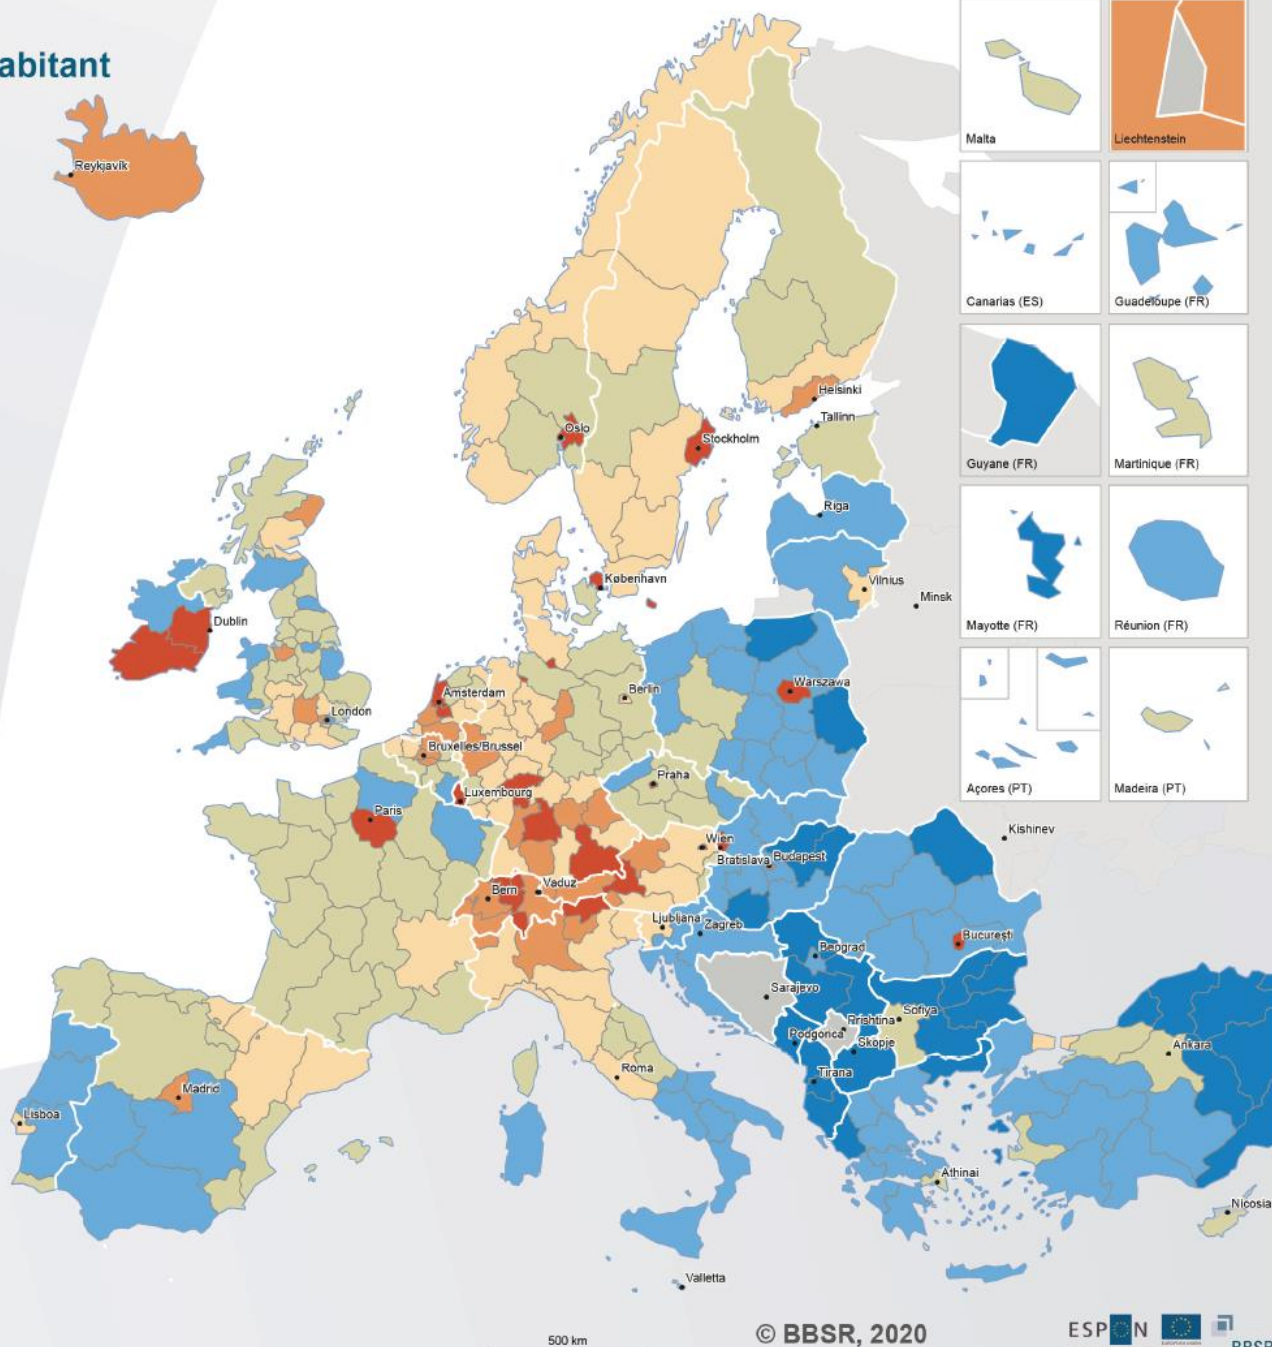 abitant
Reykjavík
Malta
Liechtenstein
Canarias (ES)
Guadeloupe (FR)
Guyane (FR)
Martinique (FR)
Mayotte (FR)
Réunion (FR)
Açores (PT)
Madeira (PT)
Helsinki
Tallinn
Oslo
Stockholm
Riga
København
Vilnius
Minsk
Dublin
Amsterdam
Berlin
Warszawa
London
Bruxelles/Brussel
Praha
Luxembourg
Paris
Kishinev
Wien
Bratislava
Budapest
Vaduz
Bern
Ljubljana
Zagreb
Bucureşti
Beograd
Sarajevo
Prrishtina
Sofiya
Podgorica
Skopje
Ankara
Roma
Tirana
Madrid
Lisboa
Athinai
Nicosia
Valletta
500 km
© BBSR, 2020
ESPON